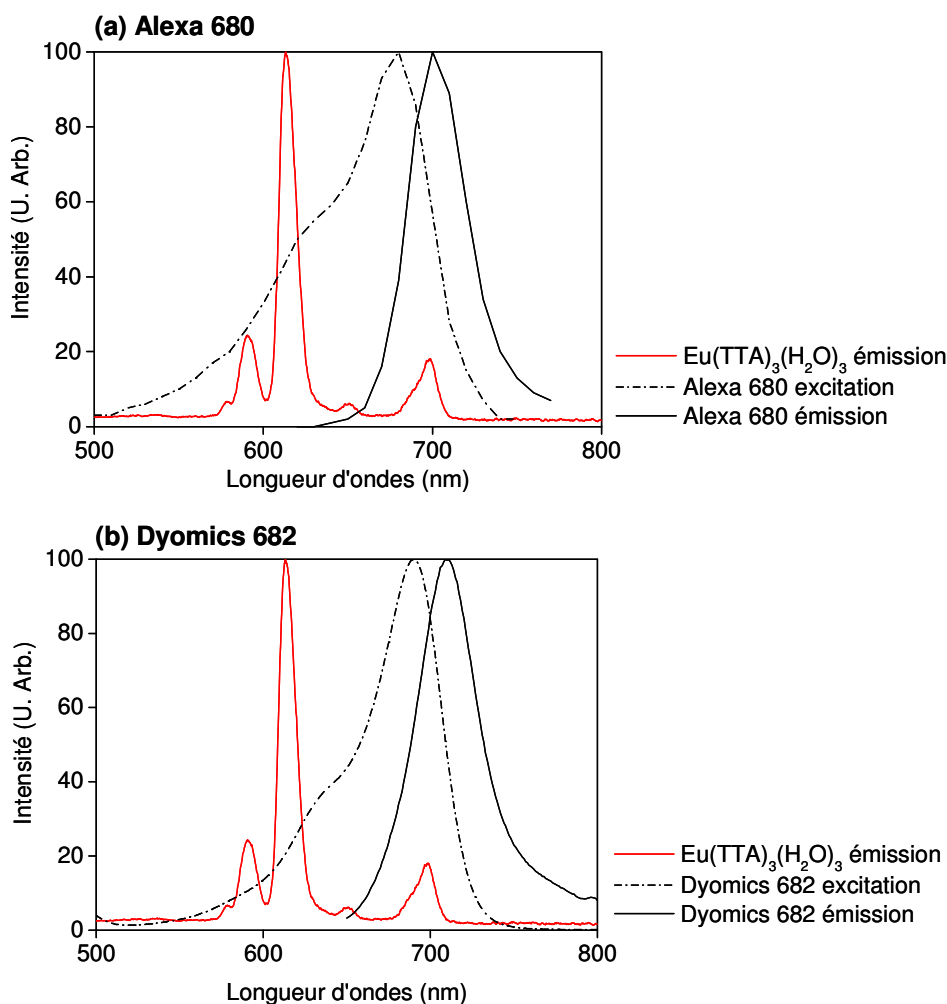 (a) Alexa 680
100
80
60
40
20
0
Intensité (U. Arb.)
500 600 700 800
Longueur d'ondes (nm)
Eu(TTA)₃(H₂O)₃ émission
Alexa 680 excitation
Alexa 680 émission
(b) Dyomics 682
100
80
60
40
20
0
Intensité (U. Arb.)
500 600 700 800
Longueur d'ondes (nm)
Eu(TTA)₃(H₂O)₃ émission
Dyomics 682 excitation
Dyomics 682 émission